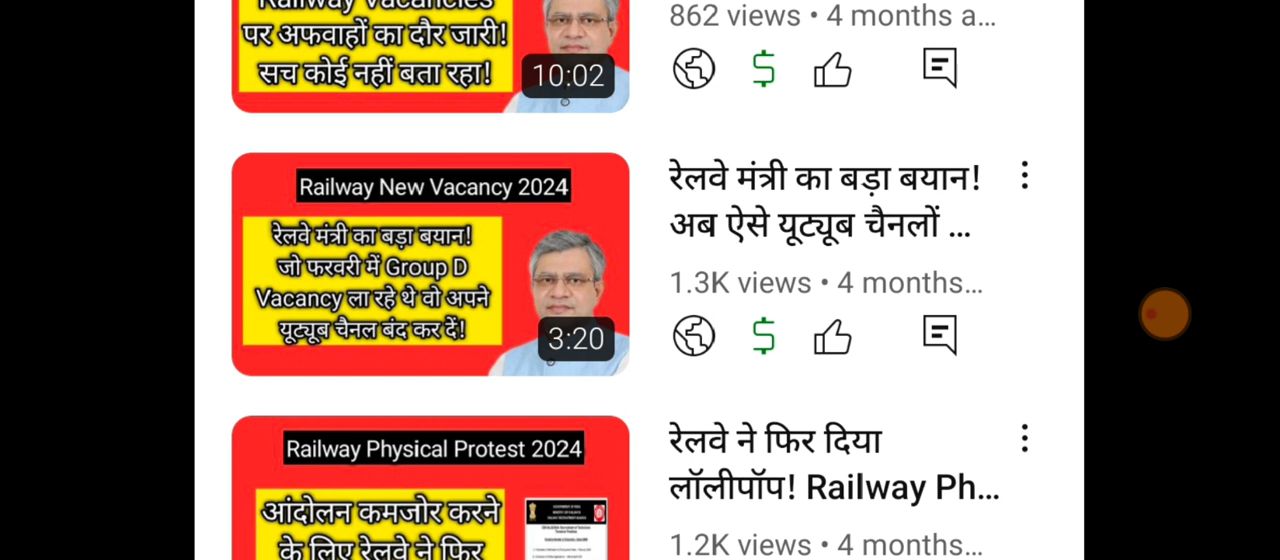 Railway Vacancies
पर अफवाहों का दौर जारी!
सच कोई नहीं बता रहा!
10:02
862 views • 4 months a...
Railway New Vacancy 2024
रेलवे मंत्री का बड़ा बयान!
जो फरवरी में Group D
Vacancy ला रहे थे वो अपने
यूट्यूब चैनल बंद कर दें!
3:20
रेलवे मंत्री का बड़ा बयान!
अब ऐसे यूट्यूब चैनलों ...
1.3K views • 4 months...
Railway Physical Protest 2024
आंदोलन कमजोर करने
के लिए रेलवे ने फिर
रेलवे ने फिर दिया
लॉलीपॉप! Railway Ph...
1.2K views • 4 months...